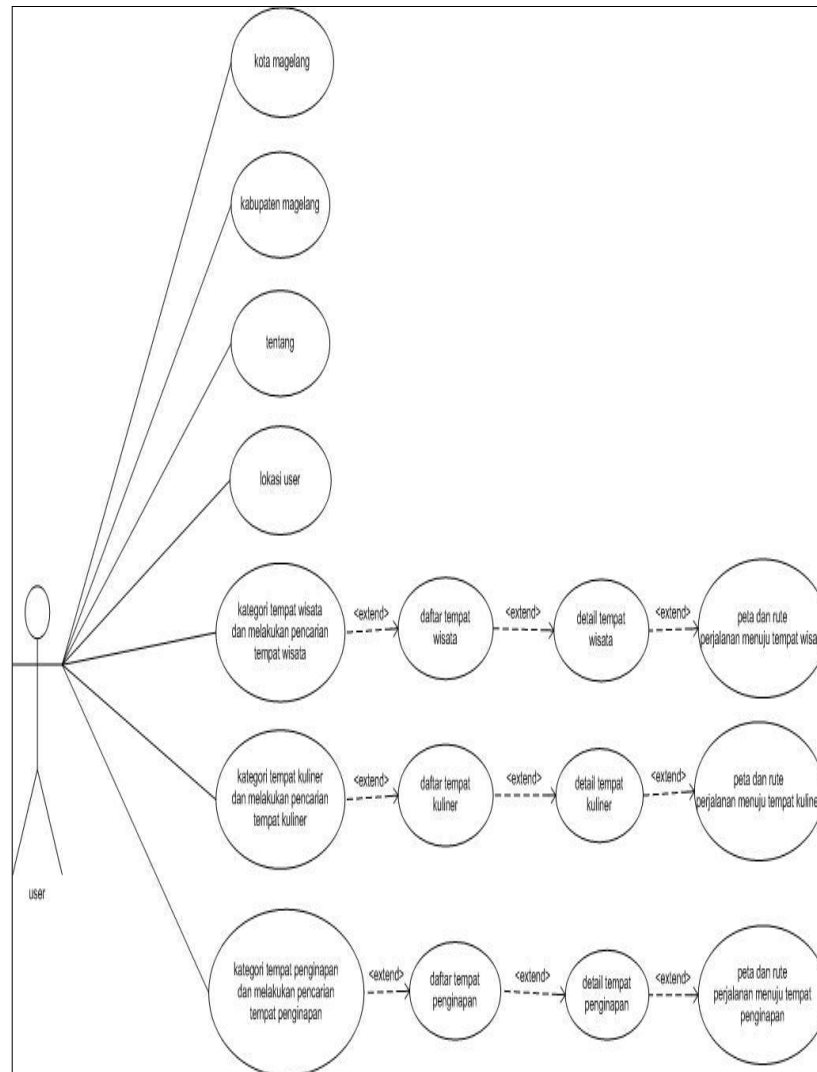 kota magelang
kabupaten magelang
tentang
lokasi user
kategori tempat wisata
dan melakukan pencarian
tempat wisata
<extend>
daftar tempat
wisata
<extend>
detail tempat
wisata
<extend>
peta dan rute
perjalanan menuju tempat wisa
kategori tempat kuliner
dan melakukan pencarian
tempat kuliner
<extend>
daftar tempat
kuliner
<extend>
detail tempat
kuliner
<extend>
peta dan rute
perjalanan menuju tempat kuline
user
kategori tempat penginapan
dan melakukan pencarian
tempat penginapan
<extend>
daftar tempat
penginapan
<extend>
detail tempat
penginapan
<extend>
peta dan rute
perjalanan menuju tempat
penginapan